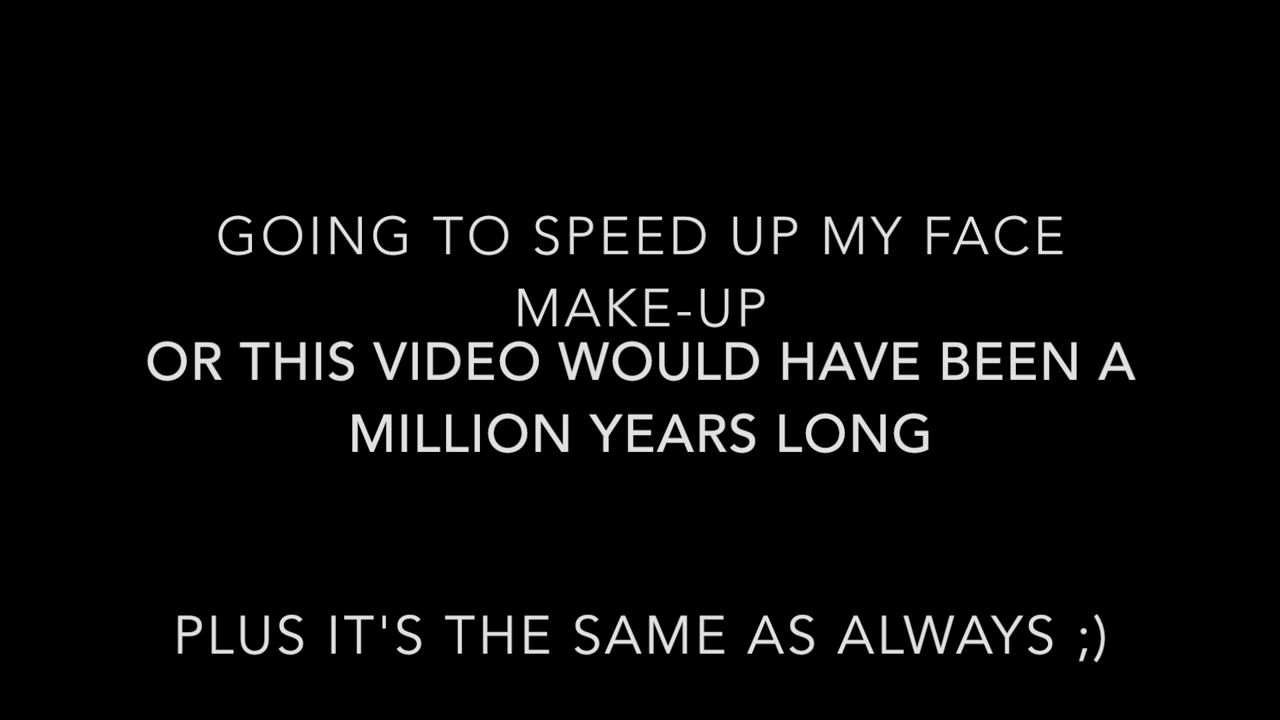 GOING TO SPEED UP MY FACE
MAKE-UP
OR THIS VIDEO WOULD HAVE BEEN A
MILLION YEARS LONG
PLUS IT'S THE SAME AS ALWAYS ;)